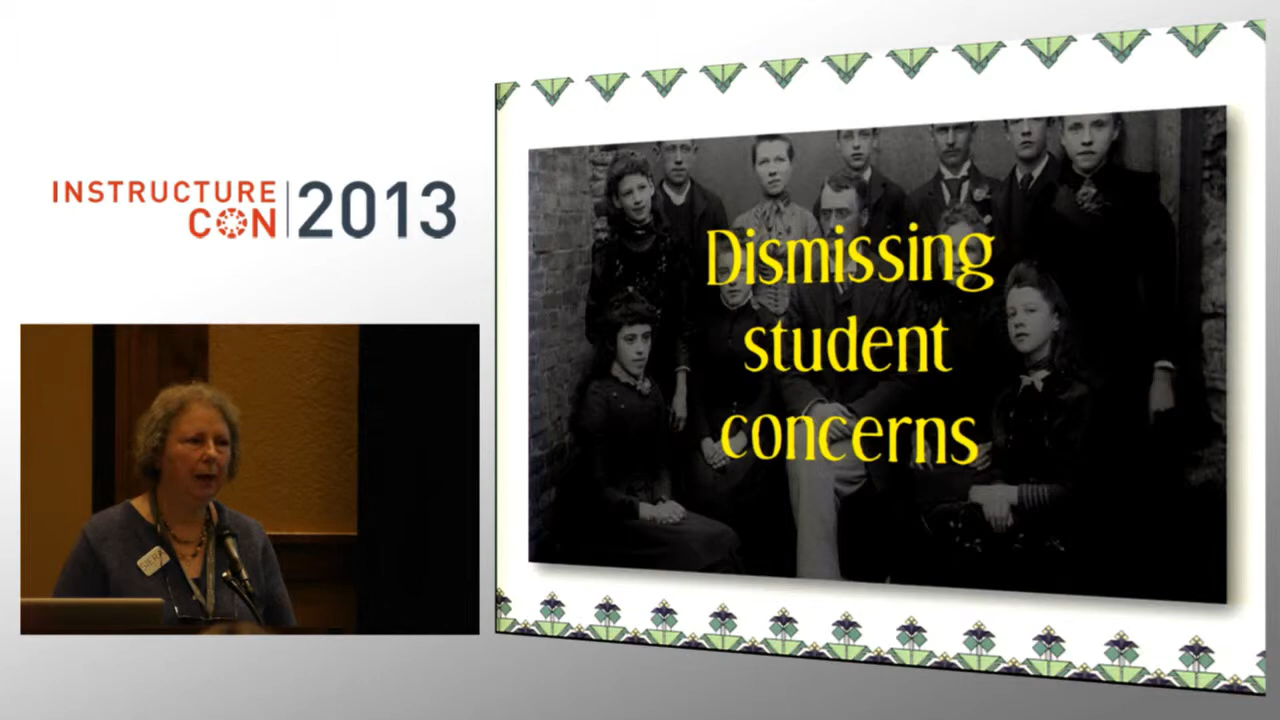 INSTRUCTURE
CON
2013
Dismissing
student
concerns